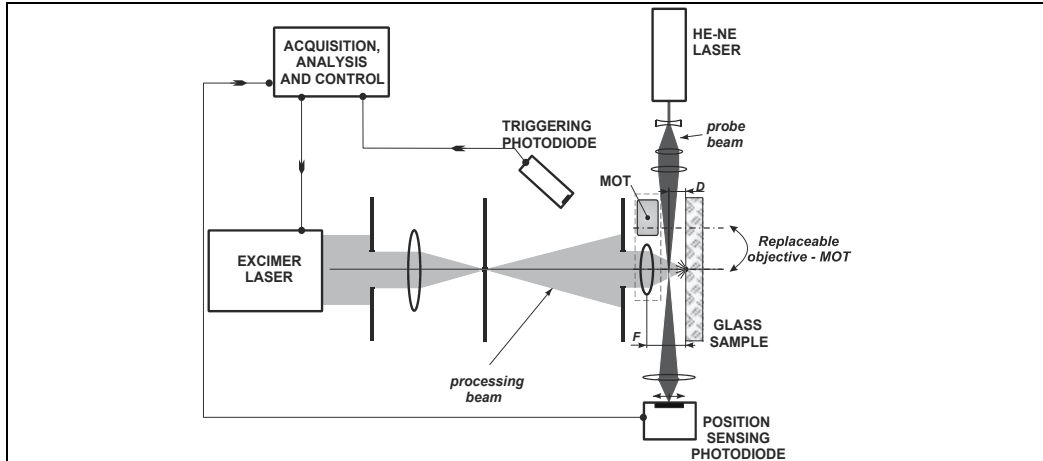 ACQUISITION,
ANALYSIS
AND CONTROL
HE-NE
LASER
probe
beam
TRIGGERING
PHOTODIODE
MOT
D
Replaceable
objective - MOT
EXCIMER
LASER
F
GLASS
SAMPLE
processing
beam
POSITION
SENSING
PHOTODIODE